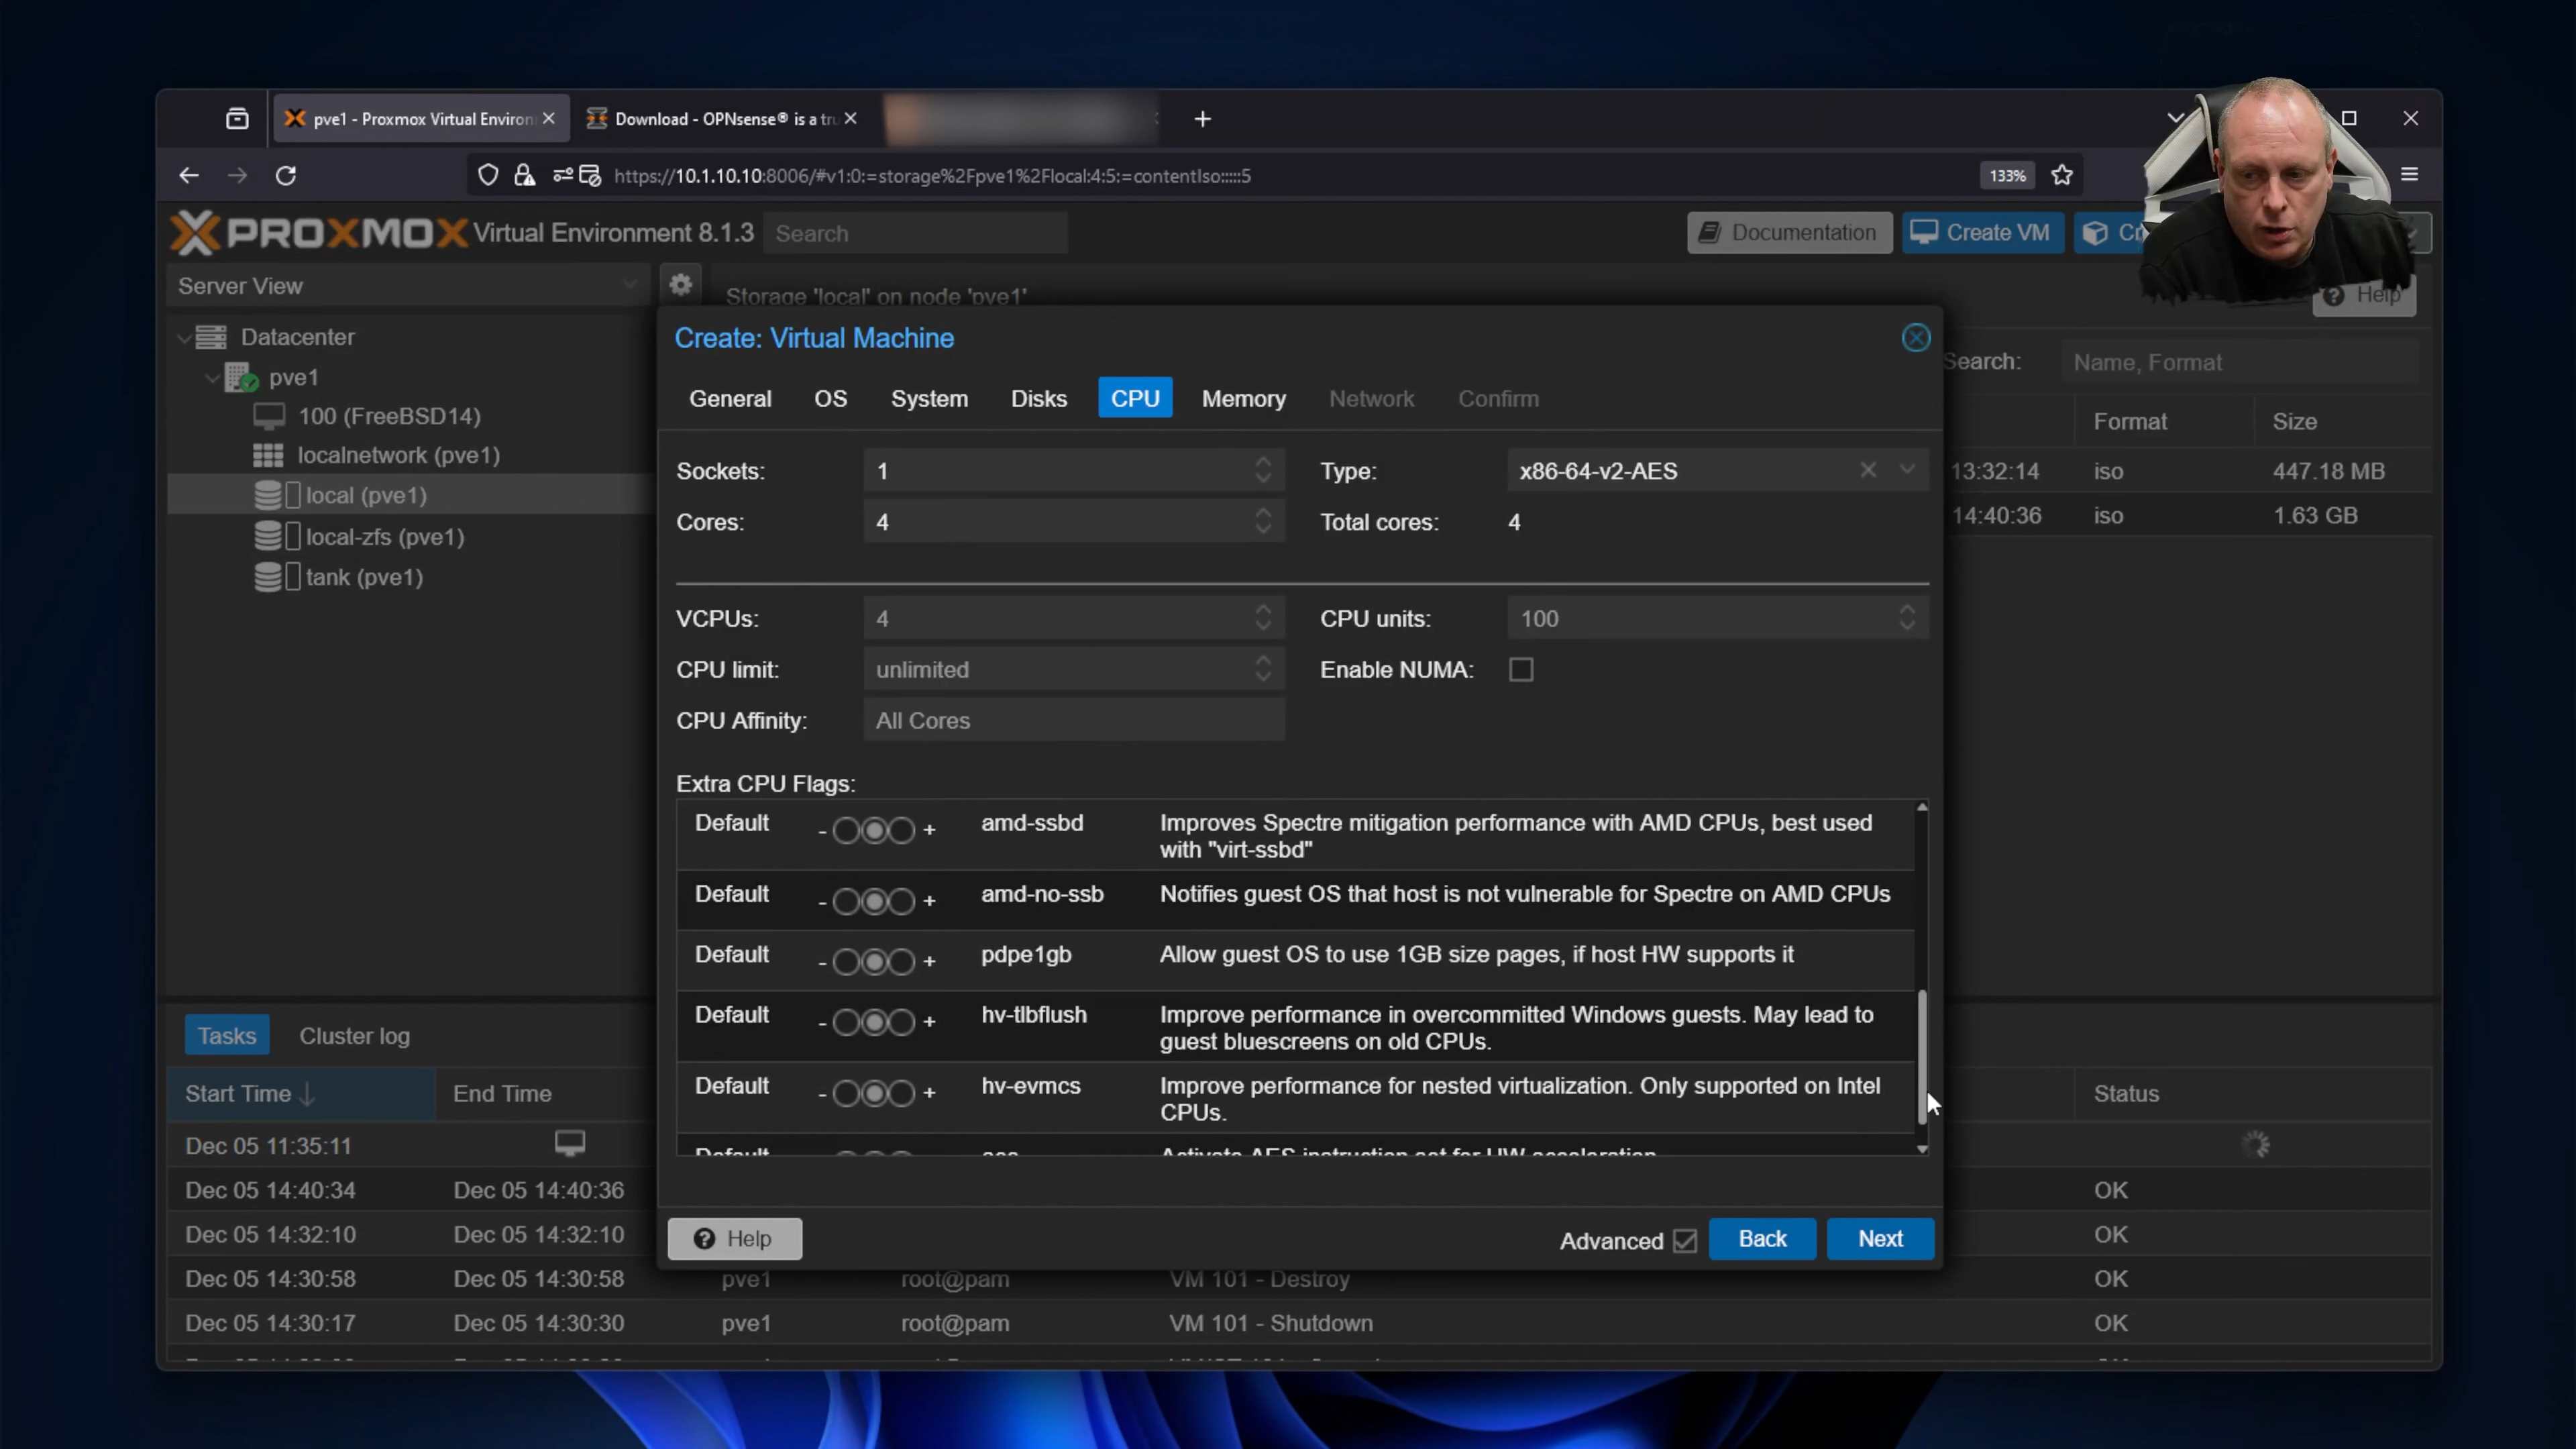 pve1 - Proxmox Virtual Environ
Download - OPNsense® is a tru
https://10.1.10.10:8006/#v1:0:=storage%2Fpve1%2Flocal:4:5:=contentIso:::::5
133%
PROXMOX Virtual Environment 8.1.3
Search
Documentation
Create VM
Server View
Storage 'local' on node 'pve1'
Help
Datacenter
pve1
100 (FreeBSD14)
localnetwork (pve1)
local (pve1)
local-zfs (pve1)
tank (pve1)
Create: Virtual Machine
General OS System Disks CPU Memory Network Confirm
Sockets: 1 Type: x86-64-v2-AES
Cores: 4 Total cores: 4
VCPUs: 4 CPU units: 100
CPU limit: unlimited Enable NUMA:
CPU Affinity: All Cores
Extra CPU Flags:
Default - + amd-ssbd Improves Spectre mitigation performance with AMD CPUs, best used
with "virt-ssbd"
Default - + amd-no-ssb Notifies guest OS that host is not vulnerable for Spectre on AMD CPUs
Default - + pdpe1gb Allow guest OS to use 1GB size pages, if host HW supports it
Default - + hv-tlbflush Improve performance in overcommitted Windows guests. May lead to
guest bluescreens on old CPUs.
Default - + hv-evmcs Improve performance for nested virtualization. Only supported on Intel
CPUs.
Default aes Activate AES instruction set for HW acceleration.
Help Advanced Back Next
Search: Name, Format
Format Size
13:32:14 iso 447.18 MB
14:40:36 iso 1.63 GB
Tasks Cluster log
Start Time End Time Status
Dec 05 11:35:11
Dec 05 14:40:34 Dec 05 14:40:36 OK
Dec 05 14:32:10 Dec 05 14:32:10 OK
Dec 05 14:30:58 Dec 05 14:30:58 pve1 root@pam VM 101 - Destroy OK
Dec 05 14:30:17 Dec 05 14:30:30 pve1 root@pam VM 101 - Shutdown OK